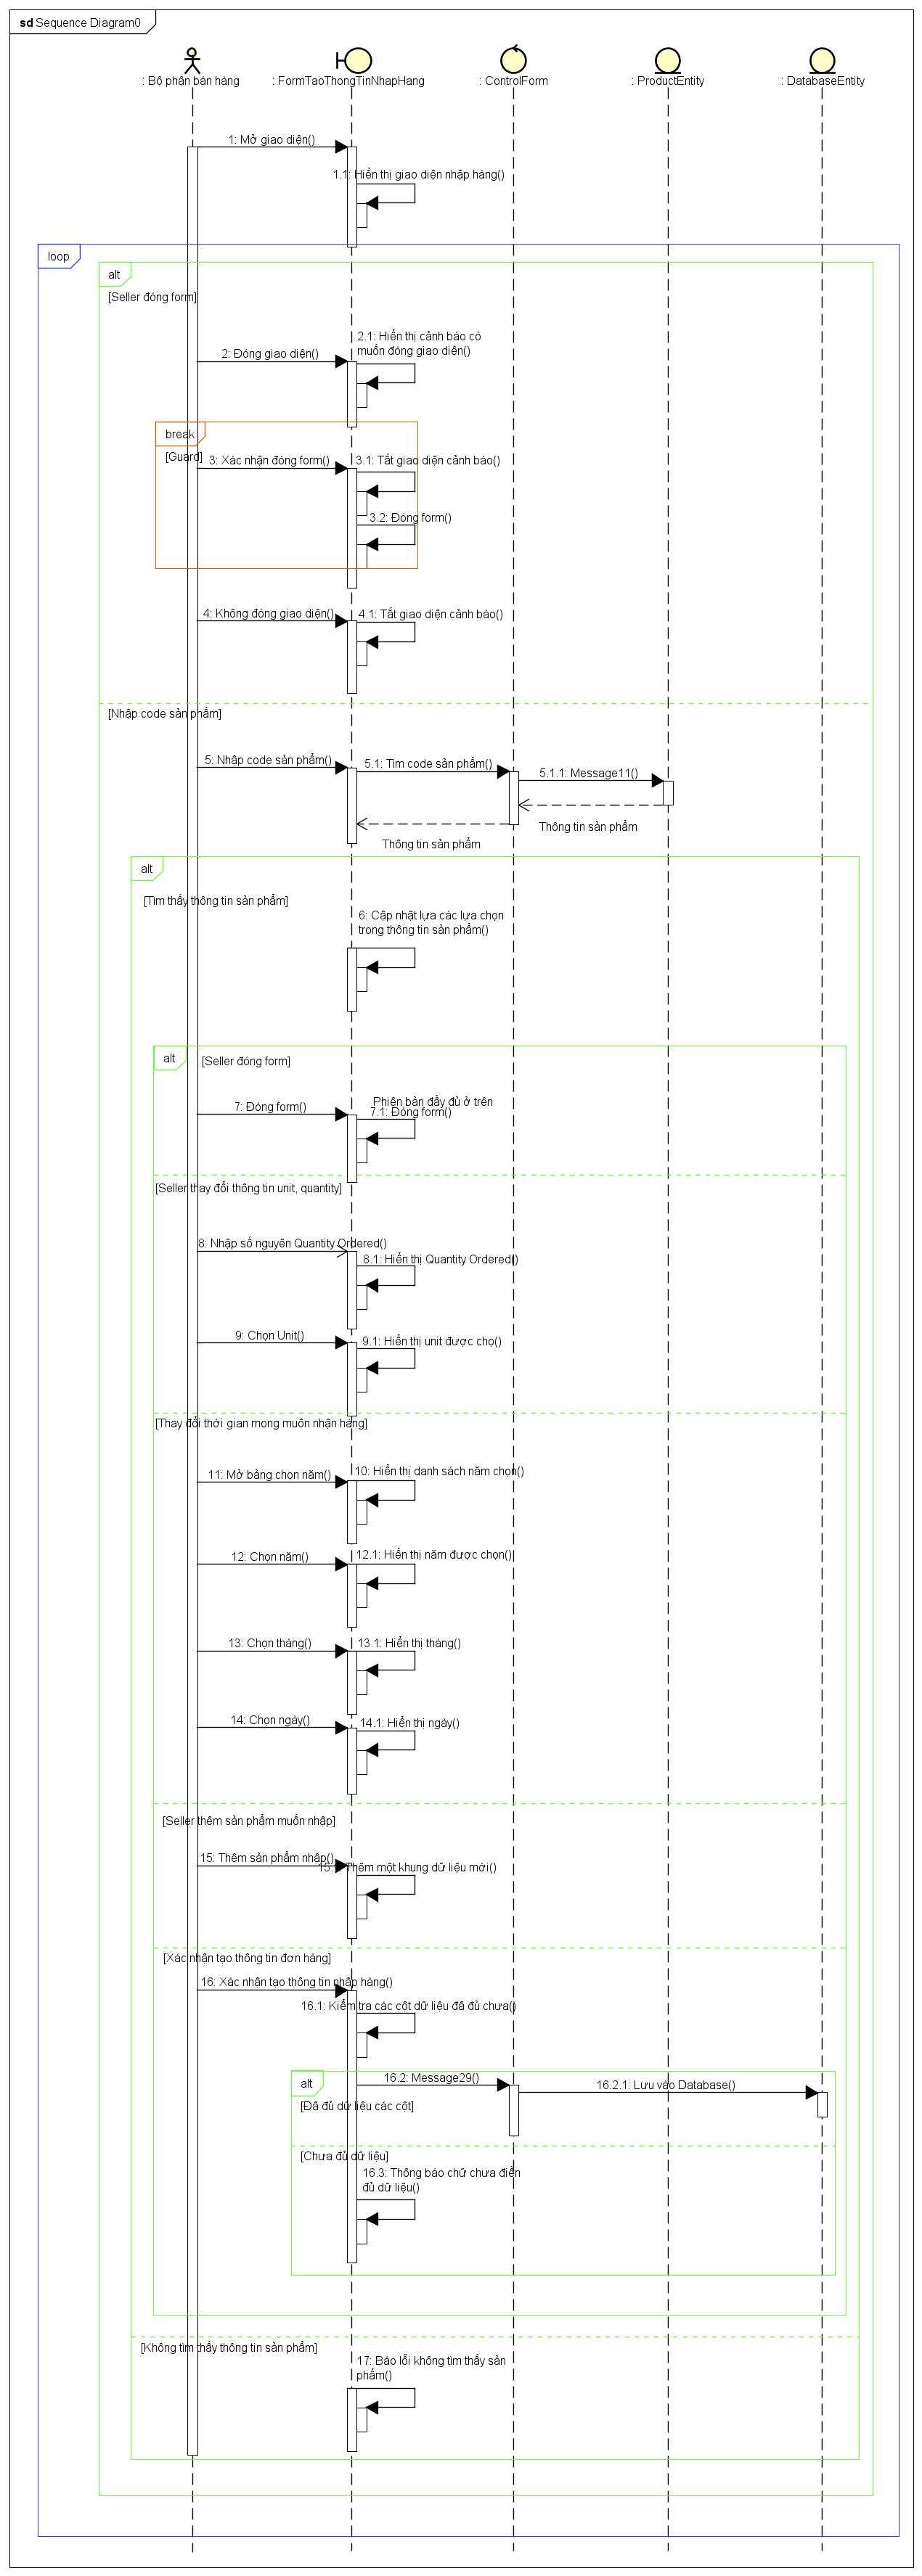 sd Sequence Diagram0
: Bộ phận bán hàng
: FormTaoThongTinNhapHang
: ControlForm
: ProductEntity
: DatabaseEntity
1: Mở giao diện()
1.1: Hiển thị giao diện nhập hàng()
loop
alt
[Seller đóng form]
2.1: Hiển thị cảnh báo có
muốn đóng giao diện()
2: Đóng giao diện()
break
[Guard]
3: Xác nhận đóng form()
3.1: Tắt giao diện cảnh báo()
3.2: Đóng form()
4: Không đóng giao diện()
4.1: Tắt giao diện cảnh báo()
[Nhập code sản phẩm]
5: Nhập code sản phẩm()
5.1: Tìm code sản phẩm()
5.1.1: Message11()
Thông tin sản phẩm
Thông tin sản phẩm
alt
[Tìm thấy thông tin sản phẩm]
6: Cập nhật lựa các lựa chọn
trong thông tin sản phẩm()
alt
[Seller đóng form]
Phiên bản đầy đủ ở trên
7: Đóng form()
7.1: Đóng form()
[Seller thay đổi thông tin unit, quantity]
8: Nhập số nguyên Quantity Ordered()
8.1: Hiển thị Quantity Ordered()
9: Chọn Unit()
9.1: Hiển thị unit được chọ()
[Thay đổi thời gian mong muốn nhận hàng]
11: Mở bảng chọn năm()
10: Hiển thị danh sách năm chọn()
12: Chọn năm()
12.1: Hiển thị năm được chọn()
13: Chọn tháng()
13.1: Hiển thị tháng()
14: Chọn ngày()
14.1: Hiển thị ngày()
[Seller thêm sản phẩm muốn nhập]
15: Thêm sản phẩm nhập()
15.1: Thêm một khung dữ liệu mới()
[Xác nhận tạo thông tin đơn hàng]
16: Xác nhận tạo thông tin nhập hàng()
16.1: Kiểm tra các cột dữ liệu đã đủ chưa()
alt
16.2: Message29()
16.2.1: Lưu vào Database()
[Đã đủ dữ liệu các cột]
[Chưa đủ dữ liệu]
16.3: Thông báo chữ chưa điền
đủ dữ liệu()
[Không tìm thấy thông tin sản phẩm]
17: Báo lỗi không tìm thấy sản
phẩm()